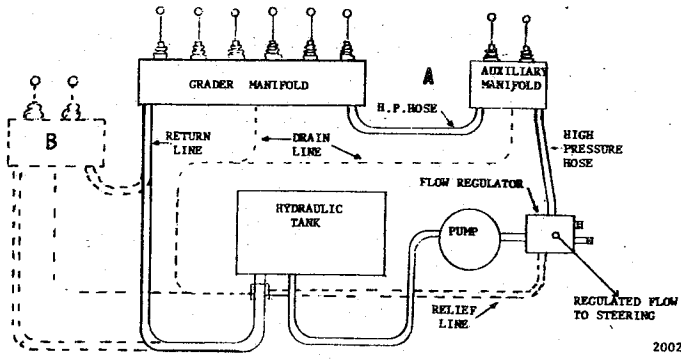 A
GRADER MANIFOLD
AUXILIARY
MANIFOLD
H.P.HOSE
B
RETURN
LINE
DRAIN
LINE
HIGH
PRESSURE
HOSE
FLOW REGULATOR
HYDRAULIC
TANK
PUMP
RELIEF
LINE
REGULATED FLOW
TO STEERING
2002